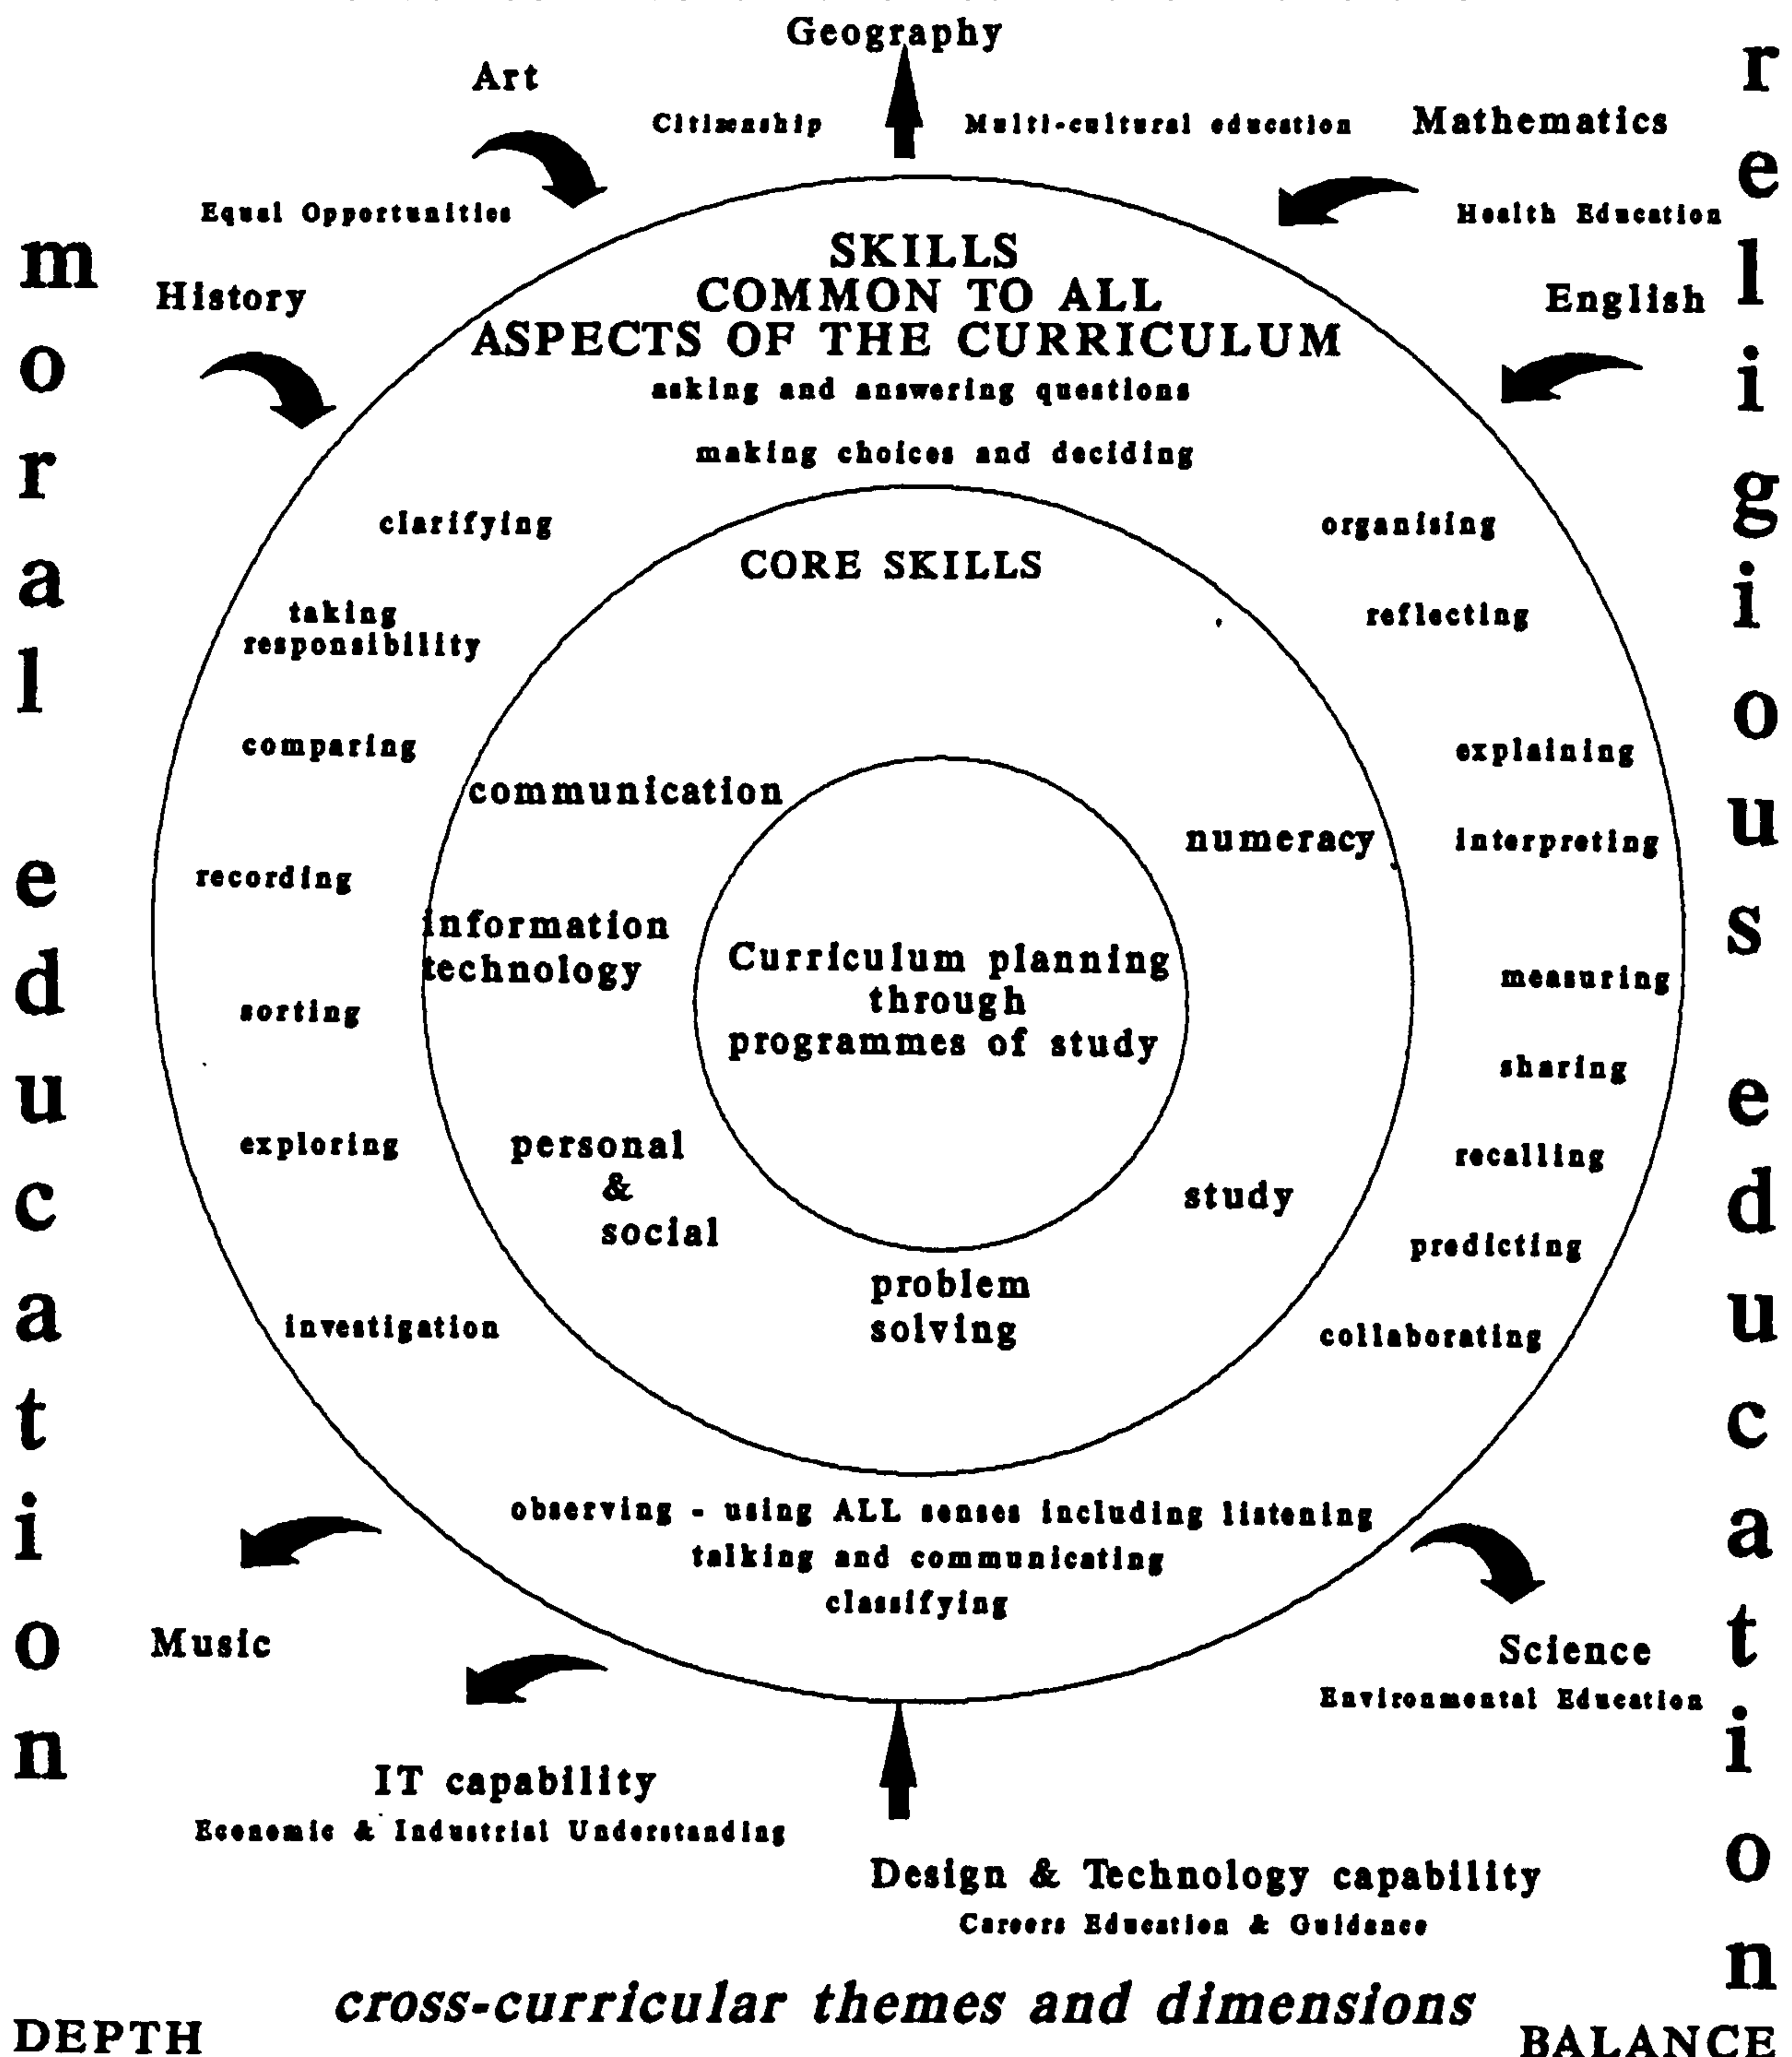 Geography
Art
Citizenship
Multi-cultural education
Mathematics
Equal Opportunities
Health Education
History
English
moral education
religious education
SKILLS
COMMON TO ALL
ASPECTS OF THE CURRICULUM
asking and answering questions
making choices and deciding
clarifying
organising
taking
responsibility
reflecting
comparing
explaining
recording
interpreting
sorting
measuring
sharing
exploring
recalling
predicting
investigation
collaborating
CORE SKILLS
communication
numeracy
information
technology
personal
&
social
study
problem
solving
Curriculum planning
through
programmes of study
observing - using ALL senses including listening
talking and communicating
classifying
Music
Science
Environmental Education
IT capability
Economic & Industrial Understanding
Design & Technology capability
Careers Education & Guidance
cross-curricular themes and dimensions
DEPTH
BALANCE